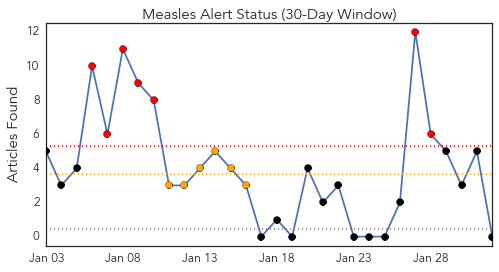 Measles Alert Status (30-Day Window)
Articles Found
12
10
8
6
4
2
0
Jan 03
Jan 08
Jan 13
Jan 18
Jan 23
Jan 28